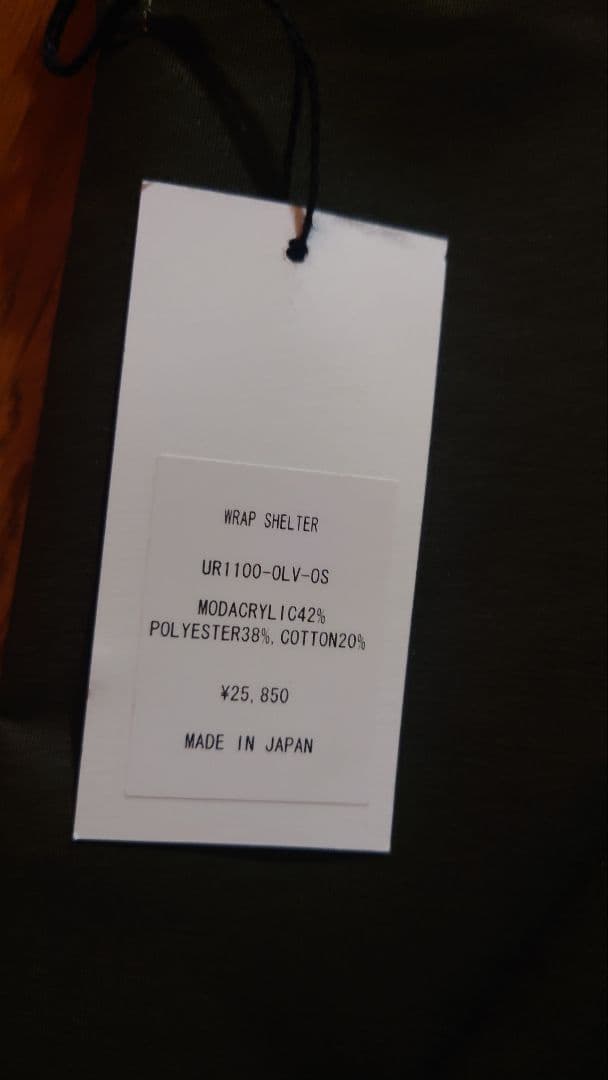 WRAP SHELTER
UR1100-OLV-OS
MODACRYLIC42%
POLYESTER38%, COTTON20%
¥25,850
MADE IN JAPAN